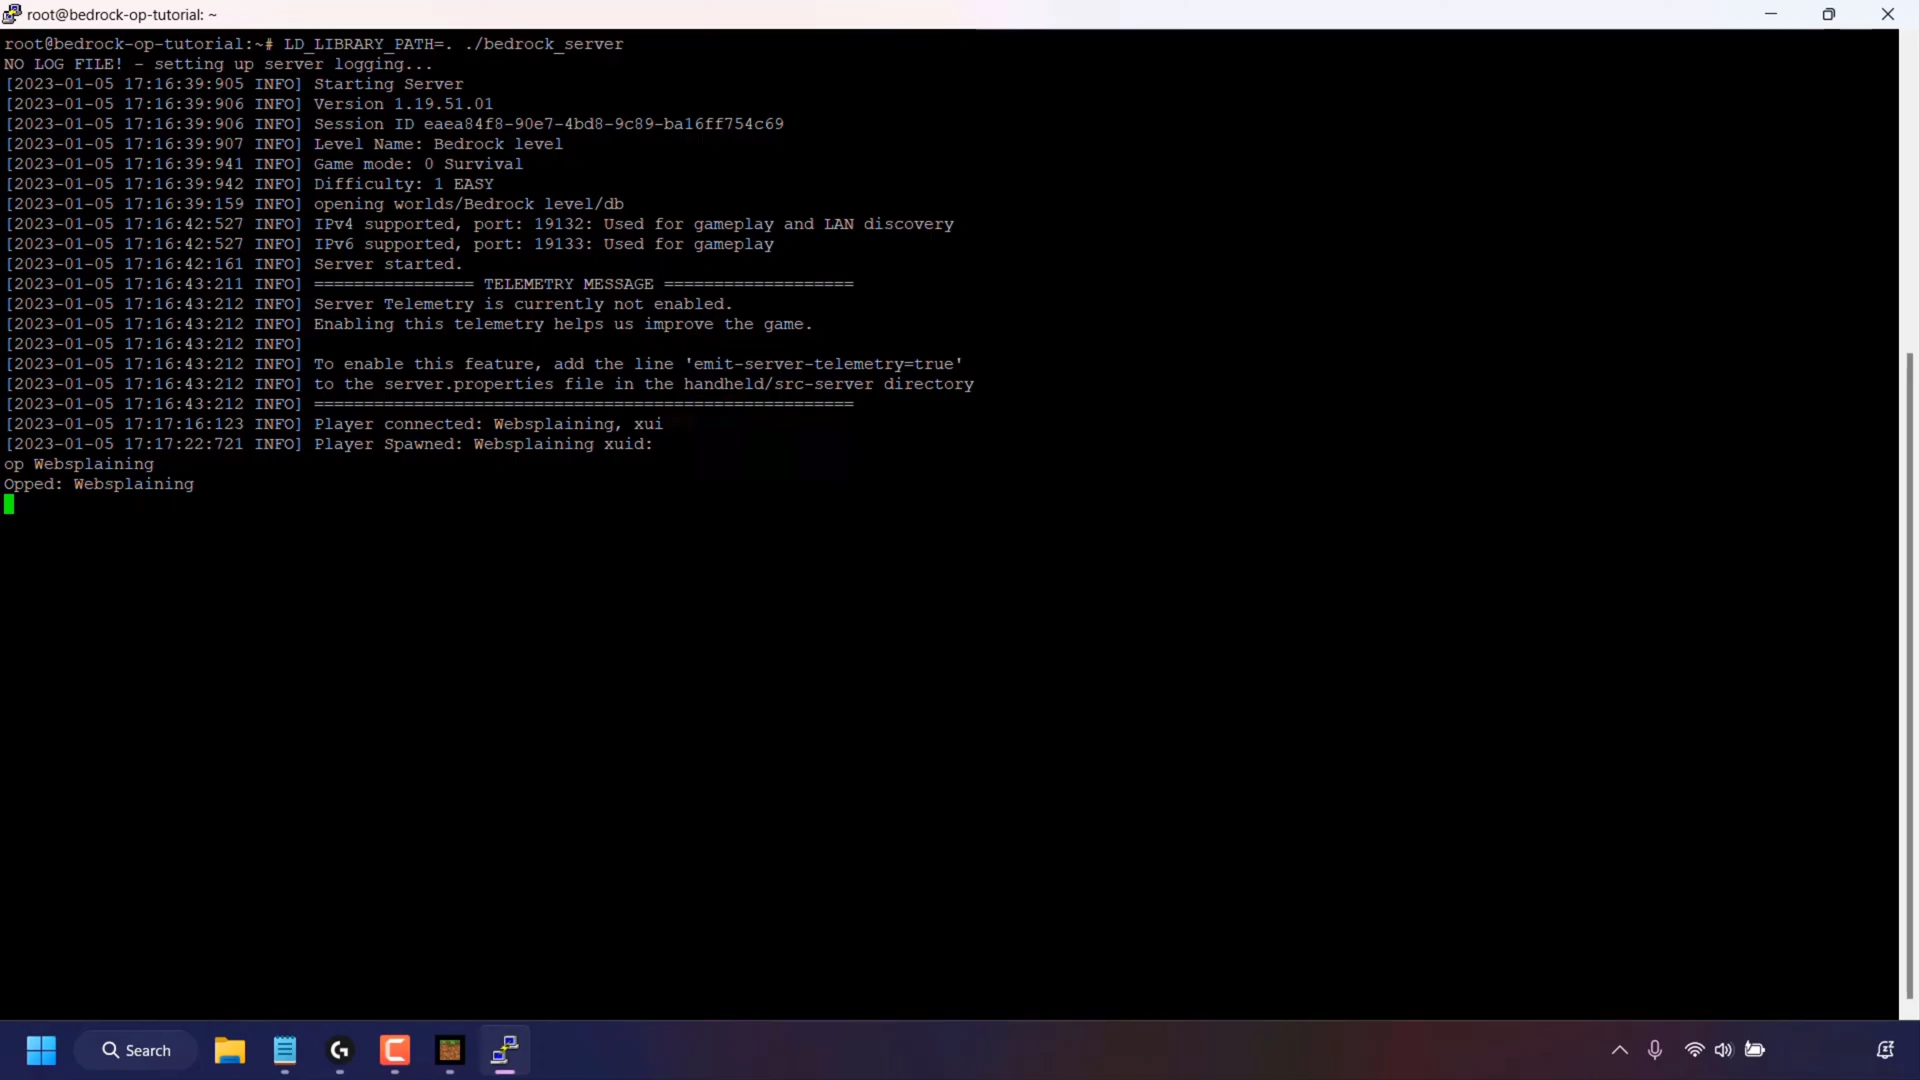 root@bedrock-op-tutorial: ~
root@bedrock-op-tutorial:~# LD_LIBRARY_PATH=. ./bedrock_server
NO LOG FILE! - setting up server logging...
[2023-01-05 17:16:39:905 INFO] Starting Server
[2023-01-05 17:16:39:906 INFO] Version 1.19.51.01
[2023-01-05 17:16:39:906 INFO] Session ID eaea84f8-90e7-4bd8-9c89-ba16ff754c69
[2023-01-05 17:16:39:907 INFO] Level Name: Bedrock level
[2023-01-05 17:16:39:941 INFO] Game mode: 0 Survival
[2023-01-05 17:16:39:942 INFO] Difficulty: 1 EASY
[2023-01-05 17:16:39:159 INFO] opening worlds/Bedrock level/db
[2023-01-05 17:16:42:527 INFO] IPv4 supported, port: 19132: Used for gameplay and LAN discovery
[2023-01-05 17:16:42:527 INFO] IPv6 supported, port: 19133: Used for gameplay
[2023-01-05 17:16:42:161 INFO] Server started.
[2023-01-05 17:16:43:211 INFO] ================ TELEMETRY MESSAGE ===================
[2023-01-05 17:16:43:212 INFO] Server Telemetry is currently not enabled.
[2023-01-05 17:16:43:212 INFO] Enabling this telemetry helps us improve the game.
[2023-01-05 17:16:43:212 INFO]
[2023-01-05 17:16:43:212 INFO] To enable this feature, add the line 'emit-server-telemetry=true'
[2023-01-05 17:16:43:212 INFO] to the server.properties file in the handheld/src-server directory
[2023-01-05 17:16:43:212 INFO] ======================================================
[2023-01-05 17:17:16:123 INFO] Player connected: Websplaining, xui
[2023-01-05 17:17:22:721 INFO] Player Spawned: Websplaining xuid:
op Websplaining
Opped: Websplaining
Search